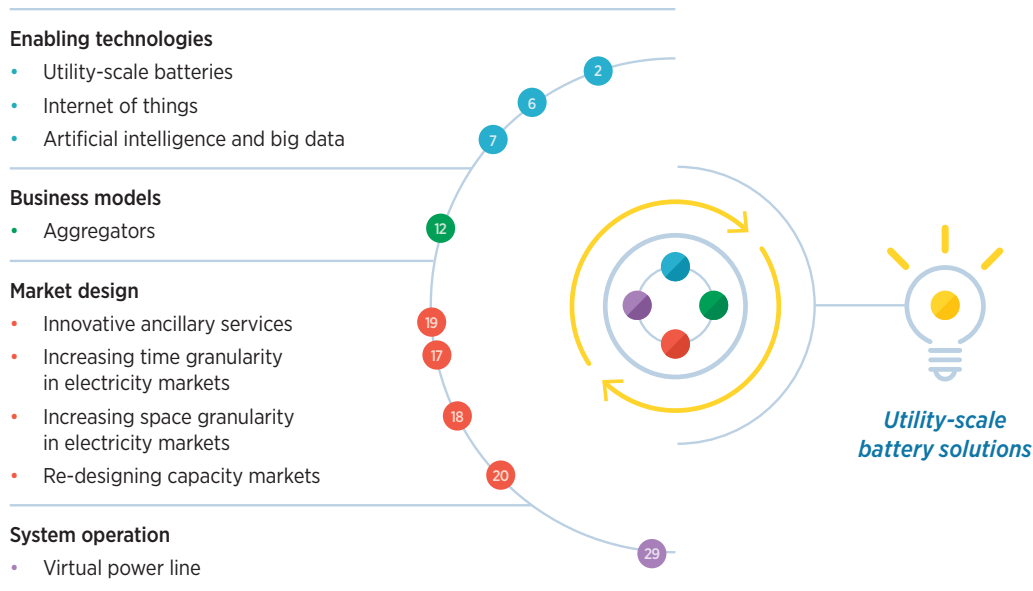 Enabling technologies
• Utility-scale batteries
• Internet of things
• Artificial intelligence and big data
Business models
• Aggregators
Market design
• Innovative ancillary services
• Increasing time granularity
in electricity markets
• Increasing space granularity
in electricity markets
• Re-designing capacity markets
System operation
• Virtual power line
2
6
7
12
19
17
18
20
29
Utility-scale
battery solutions